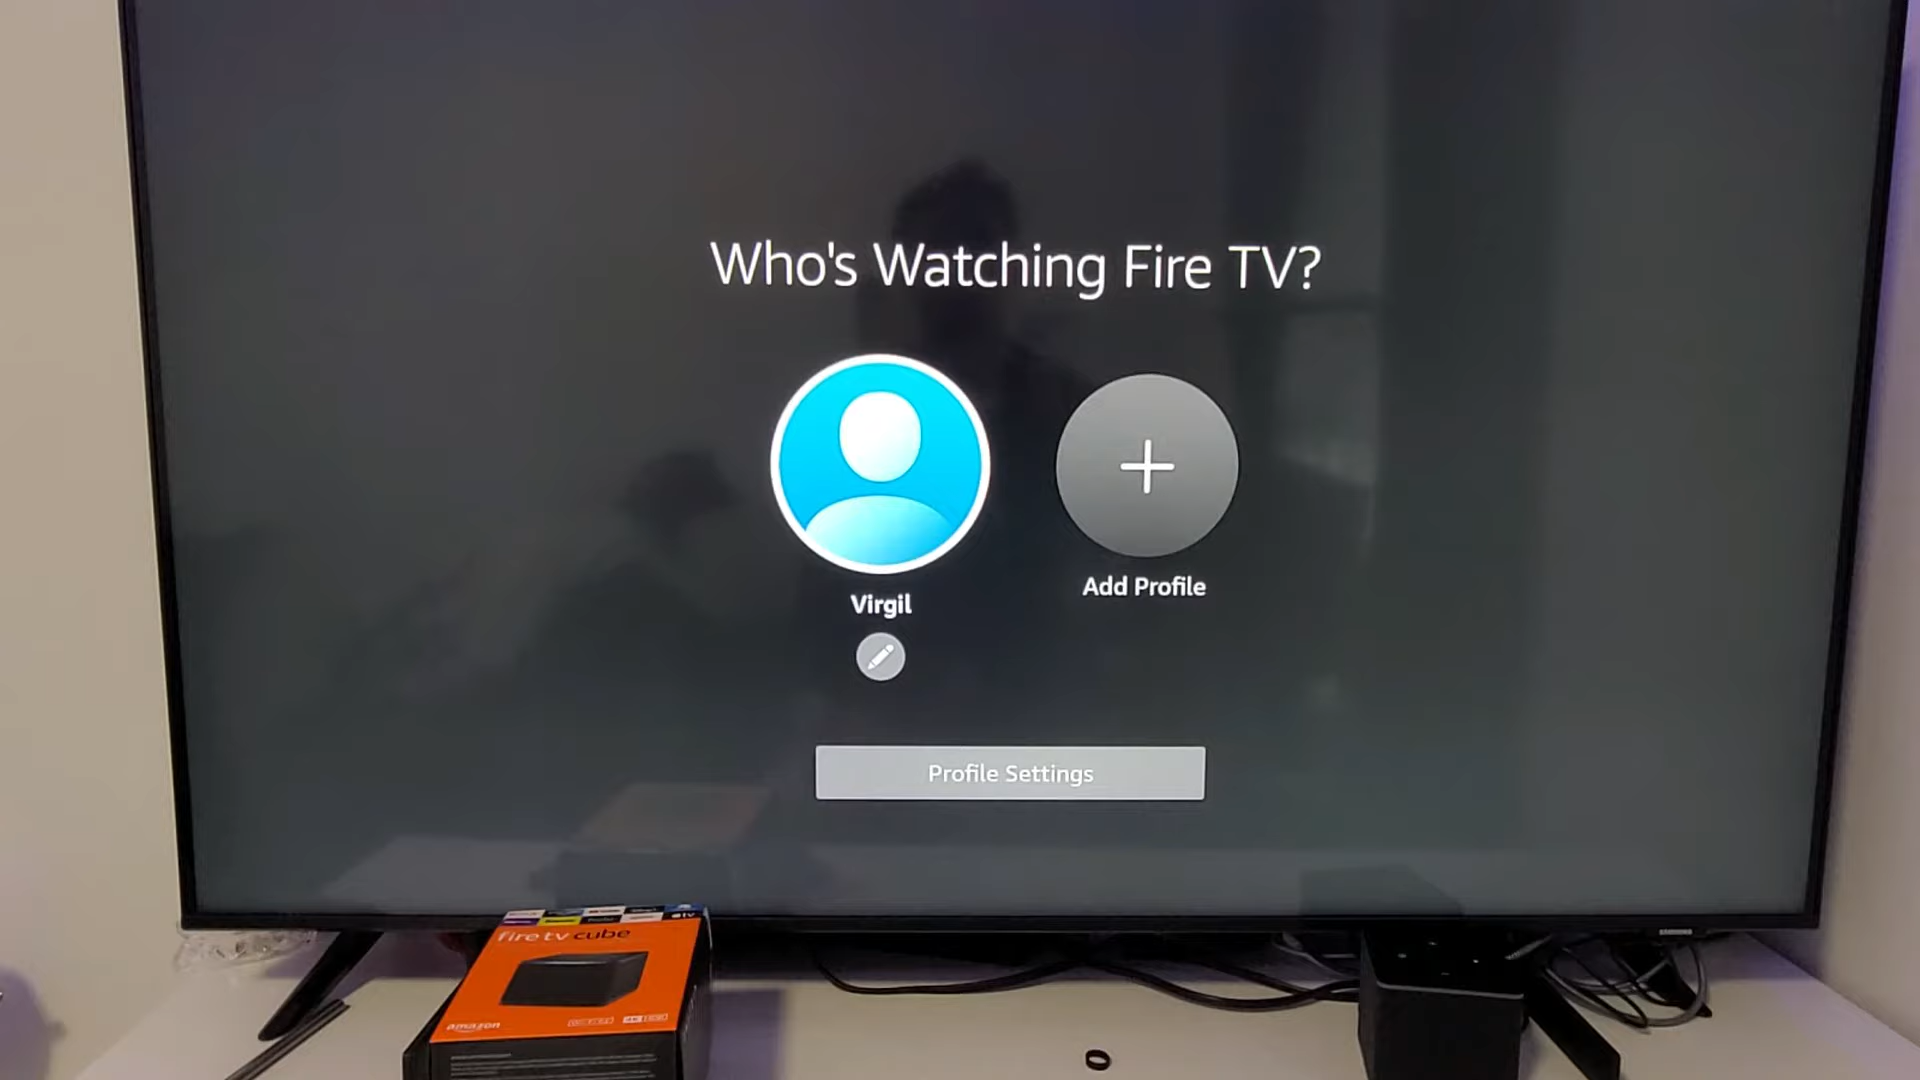 Who's Watching Fire TV?
Virgil
Add Profile
Profile Settings
fire tv cube
amazon